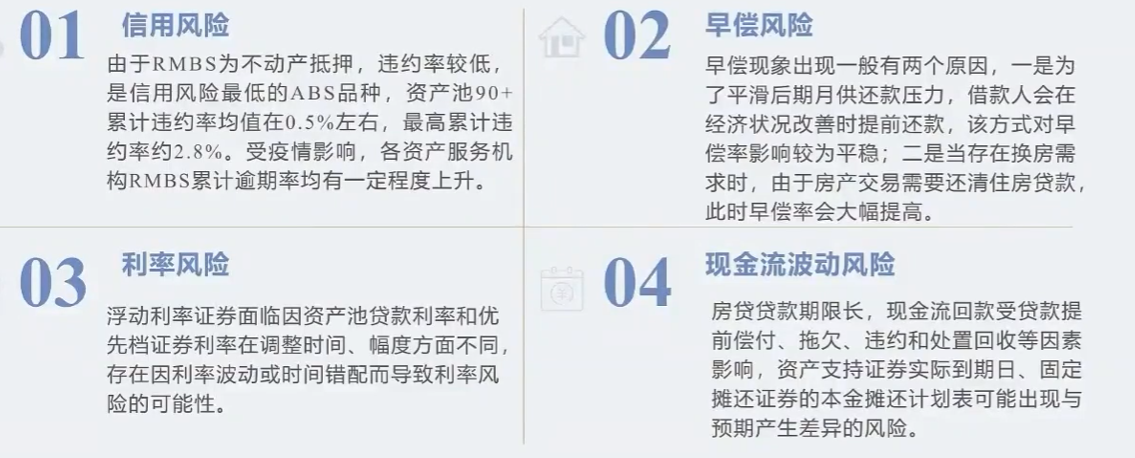 01 信用风险
由于RMBS为不动产抵押，违约率较低，
是信用风险最低的ABS品种，资产池90+
累计违约率均值在0.5%左右，最高累计违
约率约2.8%。受疫情影响，各资产服务机
构RMBS累计逾期率均有一定程度上升。
02 早偿风险
早偿现象出现一般有两个原因，一是为
了平滑后期月供还款压力，借款人会在
经济状况改善时提前还款，该方式对早
偿率影响较为平稳；二是当存在换房需
求时，由于房产交易需要还清住房贷款，
此时早偿率会大幅提高。
03 利率风险
浮动利率证券面临因资产池贷款利率和优
先档证券利率在调整时间、幅度方面不同，
存在因利率波动或时间错配而导致利率风
险的可能性。
04 现金流波动风险
房贷贷款期限长，现金流回款受贷款提
前偿付、拖欠、违约和处置回收等因素
影响，资产支持证券实际到期日、固定
摊还证券的本金摊还计划表可能出现与
预期产生差异的风险。